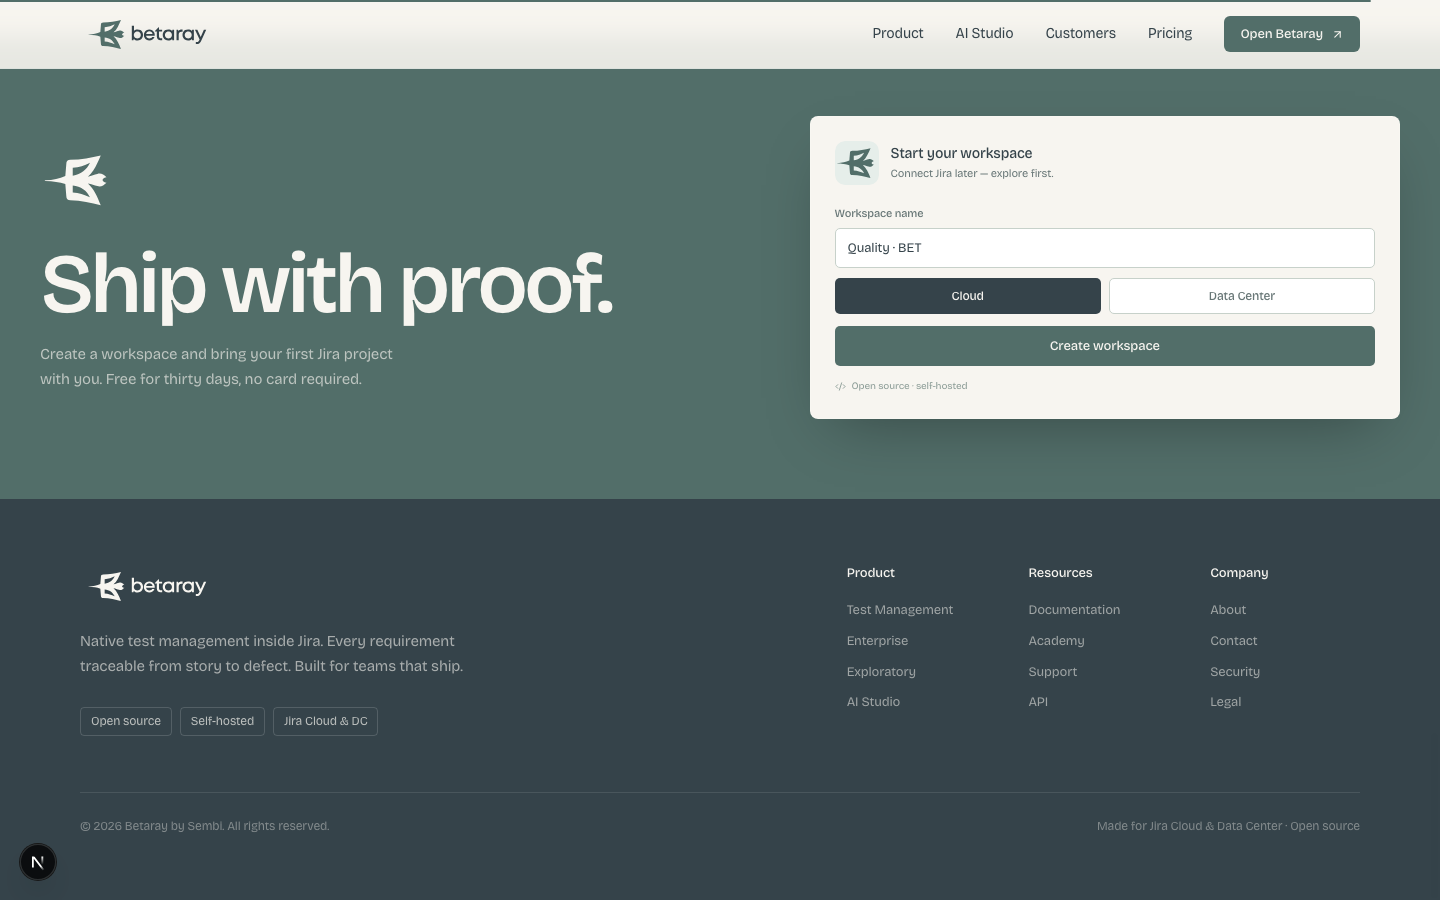 betaray
Product
AI Studio
Customers
Pricing
Open Betaray
Ship with proof.
Create a workspace and bring your first Jira project
with you. Free for thirty days, no card required.
Start your workspace
Connect Jira later — explore first.
Workspace name
Quality · BET
Cloud
Data Center
Create workspace
</> Open source · self-hosted
betaray
Native test management inside Jira. Every requirement
traceable from story to defect. Built for teams that ship.
Open source
Self-hosted
Jira Cloud & DC
Product
Test Management
Enterprise
Exploratory
AI Studio
Resources
Documentation
Academy
Support
API
Company
About
Contact
Security
Legal
© 2026 Betaray by Sembi. All rights reserved.
Made for Jira Cloud & Data Center · Open source
N